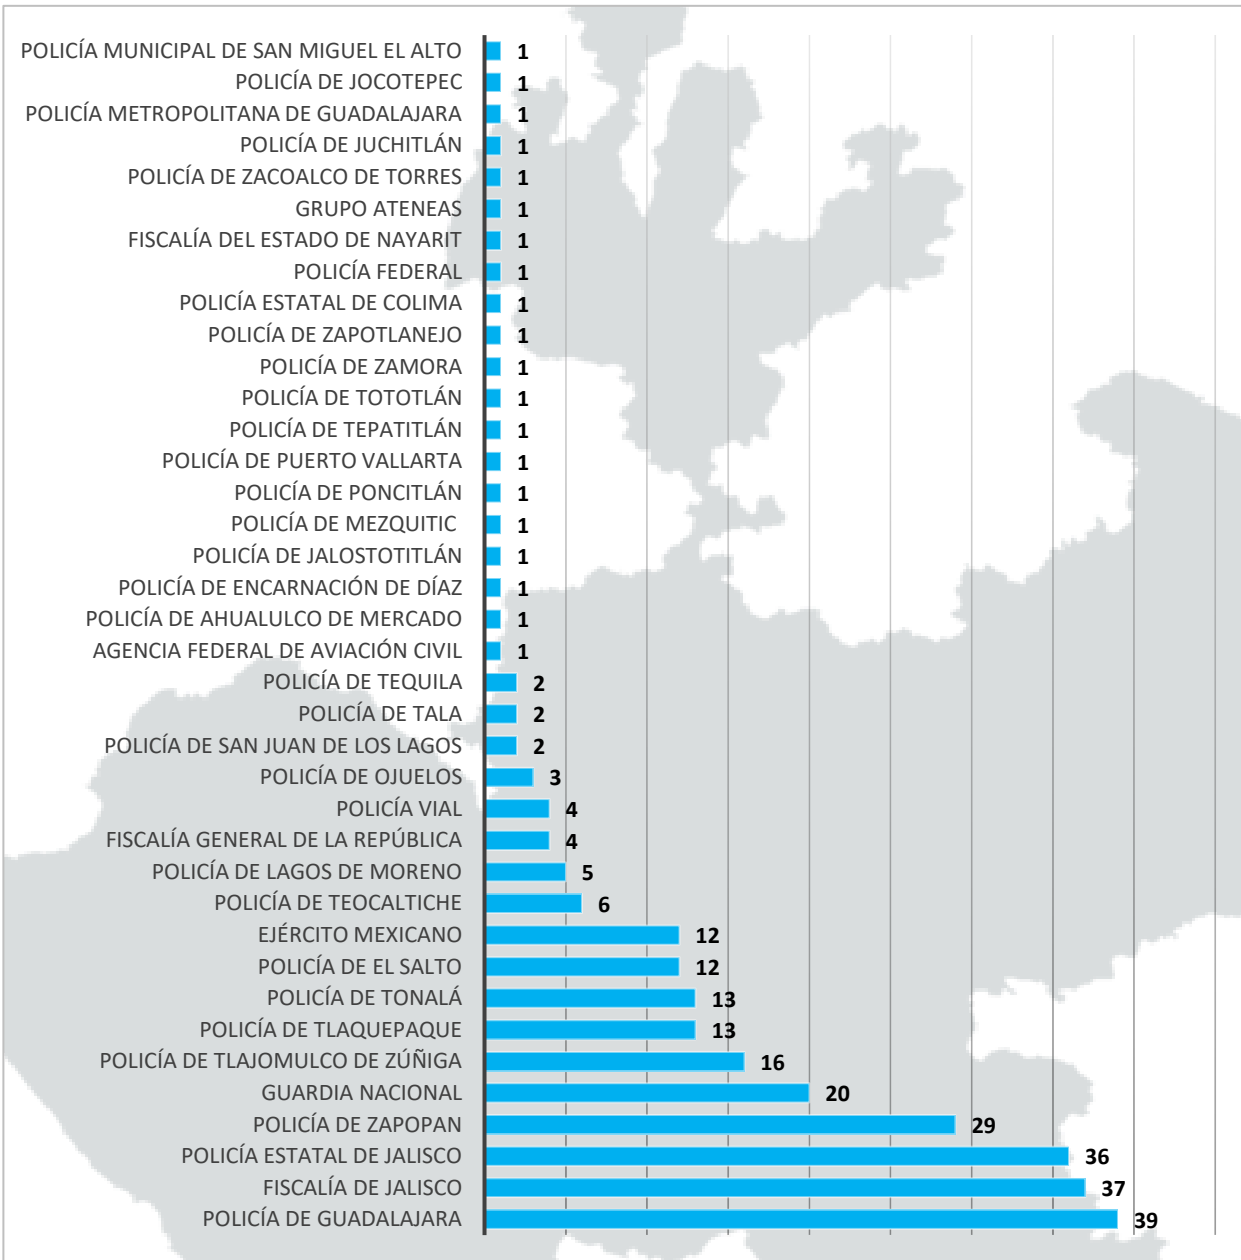 POLICÍA MUNICIPAL DE SAN MIGUEL EL ALTO 1
POLICÍA DE JOCOTEPEC 1
POLICÍA METROPOLITANA DE GUADALAJARA 1
POLICÍA DE JUCHITLÁN 1
POLICÍA DE ZACOALCO DE TORRES 1
GRUPO ATENEAS 1
FISCALÍA DEL ESTADO DE NAYARIT 1
POLICÍA FEDERAL 1
POLICÍA ESTATAL DE COLIMA 1
POLICÍA DE ZAPOTLANEJO 1
POLICÍA DE ZAMORA 1
POLICÍA DE TOTOTLÁN 1
POLICÍA DE TEPATITLÁN 1
POLICÍA DE PUERTO VALLARTA 1
POLICÍA DE PONCITLÁN 1
POLICÍA DE MEZQUITIC 1
POLICÍA DE JALOSTOTITLÁN 1
POLICÍA DE ENCARNACIÓN DE DÍAZ 1
POLICÍA DE AHUALULCO DE MERCADO 1
AGENCIA FEDERAL DE AVIACIÓN CIVIL 1
POLICÍA DE TEQUILA 2
POLICÍA DE TALA 2
POLICÍA DE SAN JUAN DE LOS LAGOS 2
POLICÍA DE OJUELOS 3
POLICÍA VIAL 4
FISCALÍA GENERAL DE LA REPÚBLICA 4
POLICÍA DE LAGOS DE MORENO 5
POLICÍA DE TEOCALTICHE 6
EJÉRCITO MEXICANO 12
POLICÍA DE EL SALTO 12
POLICÍA DE TONALÁ 13
POLICÍA DE TLAQUEPAQUE 13
POLICÍA DE TLAJOMULCO DE ZÚÑIGA 16
GUARDIA NACIONAL 20
POLICÍA DE ZAPOPAN 29
POLICÍA ESTATAL DE JALISCO 36
FISCALÍA DE JALISCO 37
POLICÍA DE GUADALAJARA 39